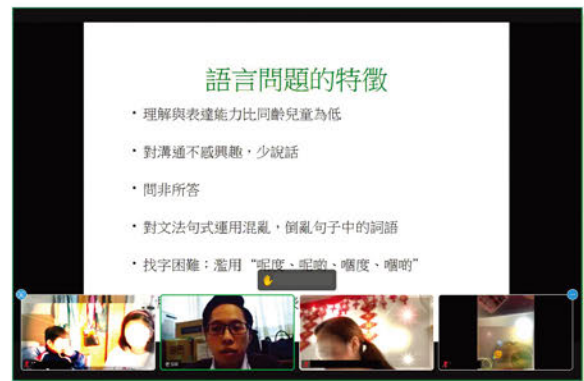 語言問題的特徵
• 理解與表達能力比同齡兒童為低
• 對溝通不感興趣，少說話
• 問非所答
• 對文法句式運用混亂，倒亂句子中的詞語
• 找字困難：濫用“呢度、呢啲、嗰度、嗰啲”